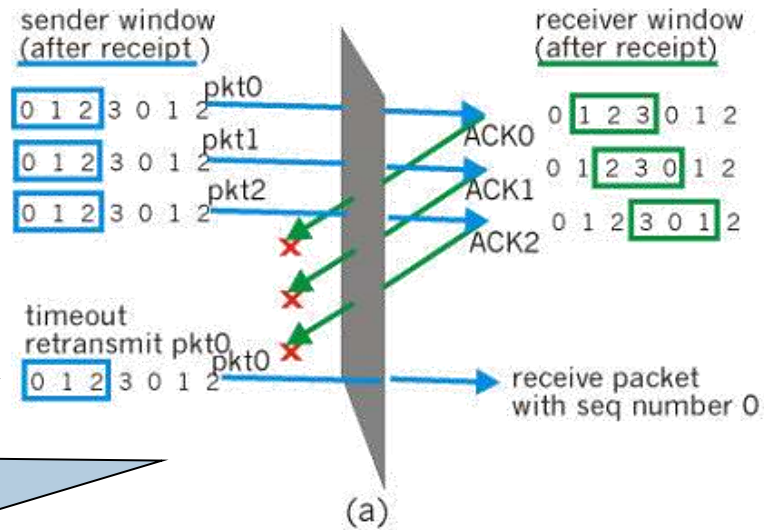 sender window
(after receipt )
receiver window
(after receipt)
0 1 2 3 0 1 2
pkt0
ACK0
0 1 2 3 0 1 2
0 1 2 3 0 1 2
pkt1
ACK1
0 1 2 3 0 1 2
0 1 2 3 0 1 2
pkt2
ACK2
0 1 2 3 0 1 2
timeout
retransmit pkt0
0 1 2 3 0 1 2
pkt0
receive packet
with seq number 0
(a)